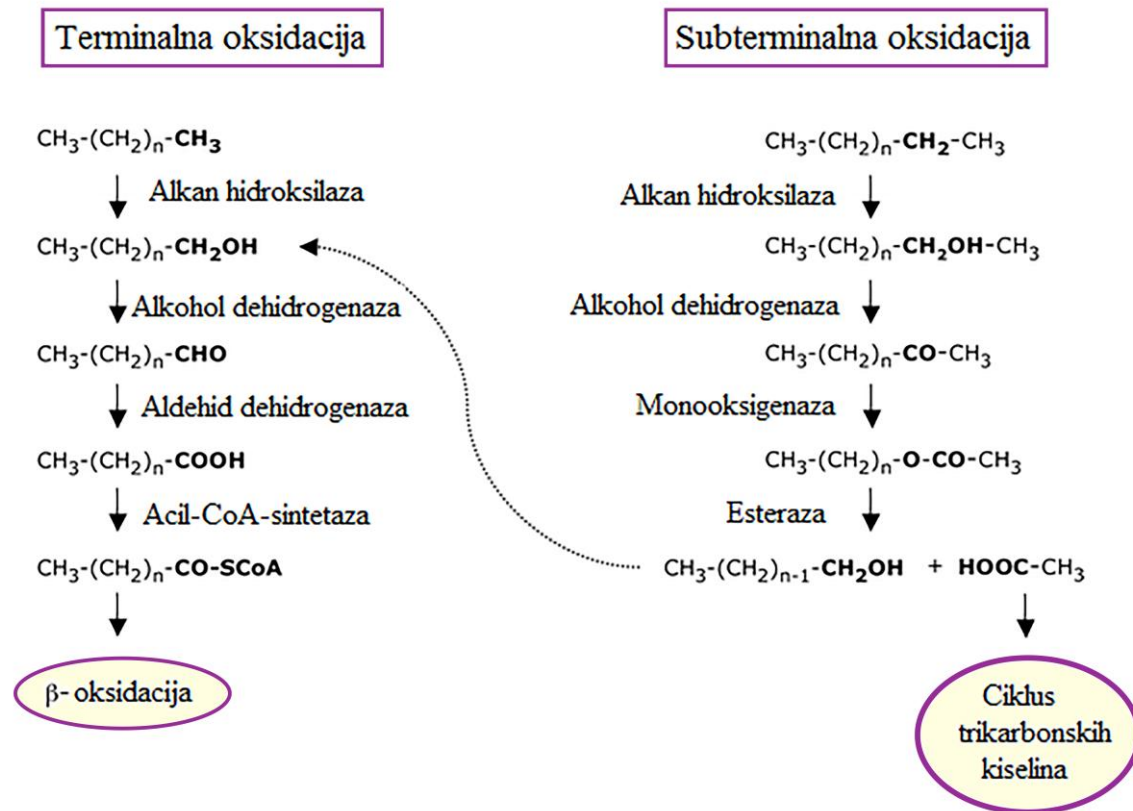 Terminalna oksidacija
CH₃-(CH₂)ₙ-CH₃
Alkan hidroksilaza
CH₃-(CH₂)ₙ-CH₂OH
Alkohol dehidrogenaza
CH₃-(CH₂)ₙ-CHO
Aldehid dehidrogenaza
CH₃-(CH₂)ₙ-COOH
Acil-CoA-sintetaza
CH₃-(CH₂)ₙ-CO-SCoA
β- oksidacija
Subterminalna oksidacija
CH₃-(CH₂)ₙ-CH₂-CH₃
Alkan hidroksilaza
CH₃-(CH₂)ₙ-CH₂OH-CH₃
Alkohol dehidrogenaza
CH₃-(CH₂)ₙ-CO-CH₃
Monooksigenaza
CH₃-(CH₂)ₙ-O-CO-CH₃
Esteraza
CH₃-(CH₂)ₙ₋₁-CH₂OH + HOOC-CH₃
Ciklus
trikarbonskih
kiselina